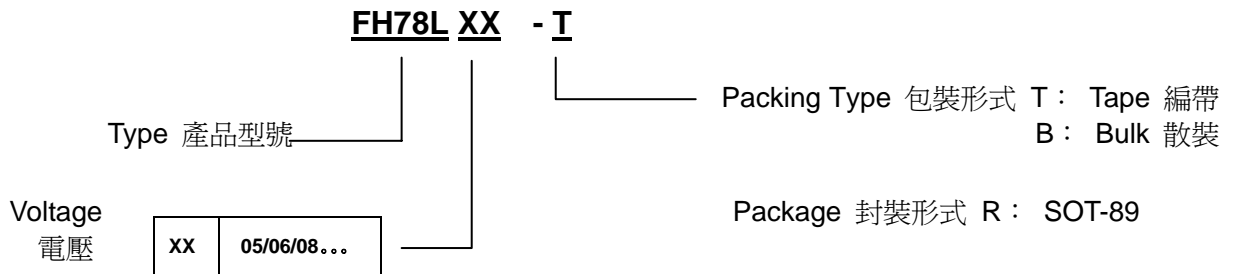 FH78L XX - T
Packing Type 包裝形式 T： Tape 編帶
Type 產品型號
B： Bulk 散裝
Voltage
電壓
XX 05/06/08。。。
Package 封裝形式 R： SOT-89